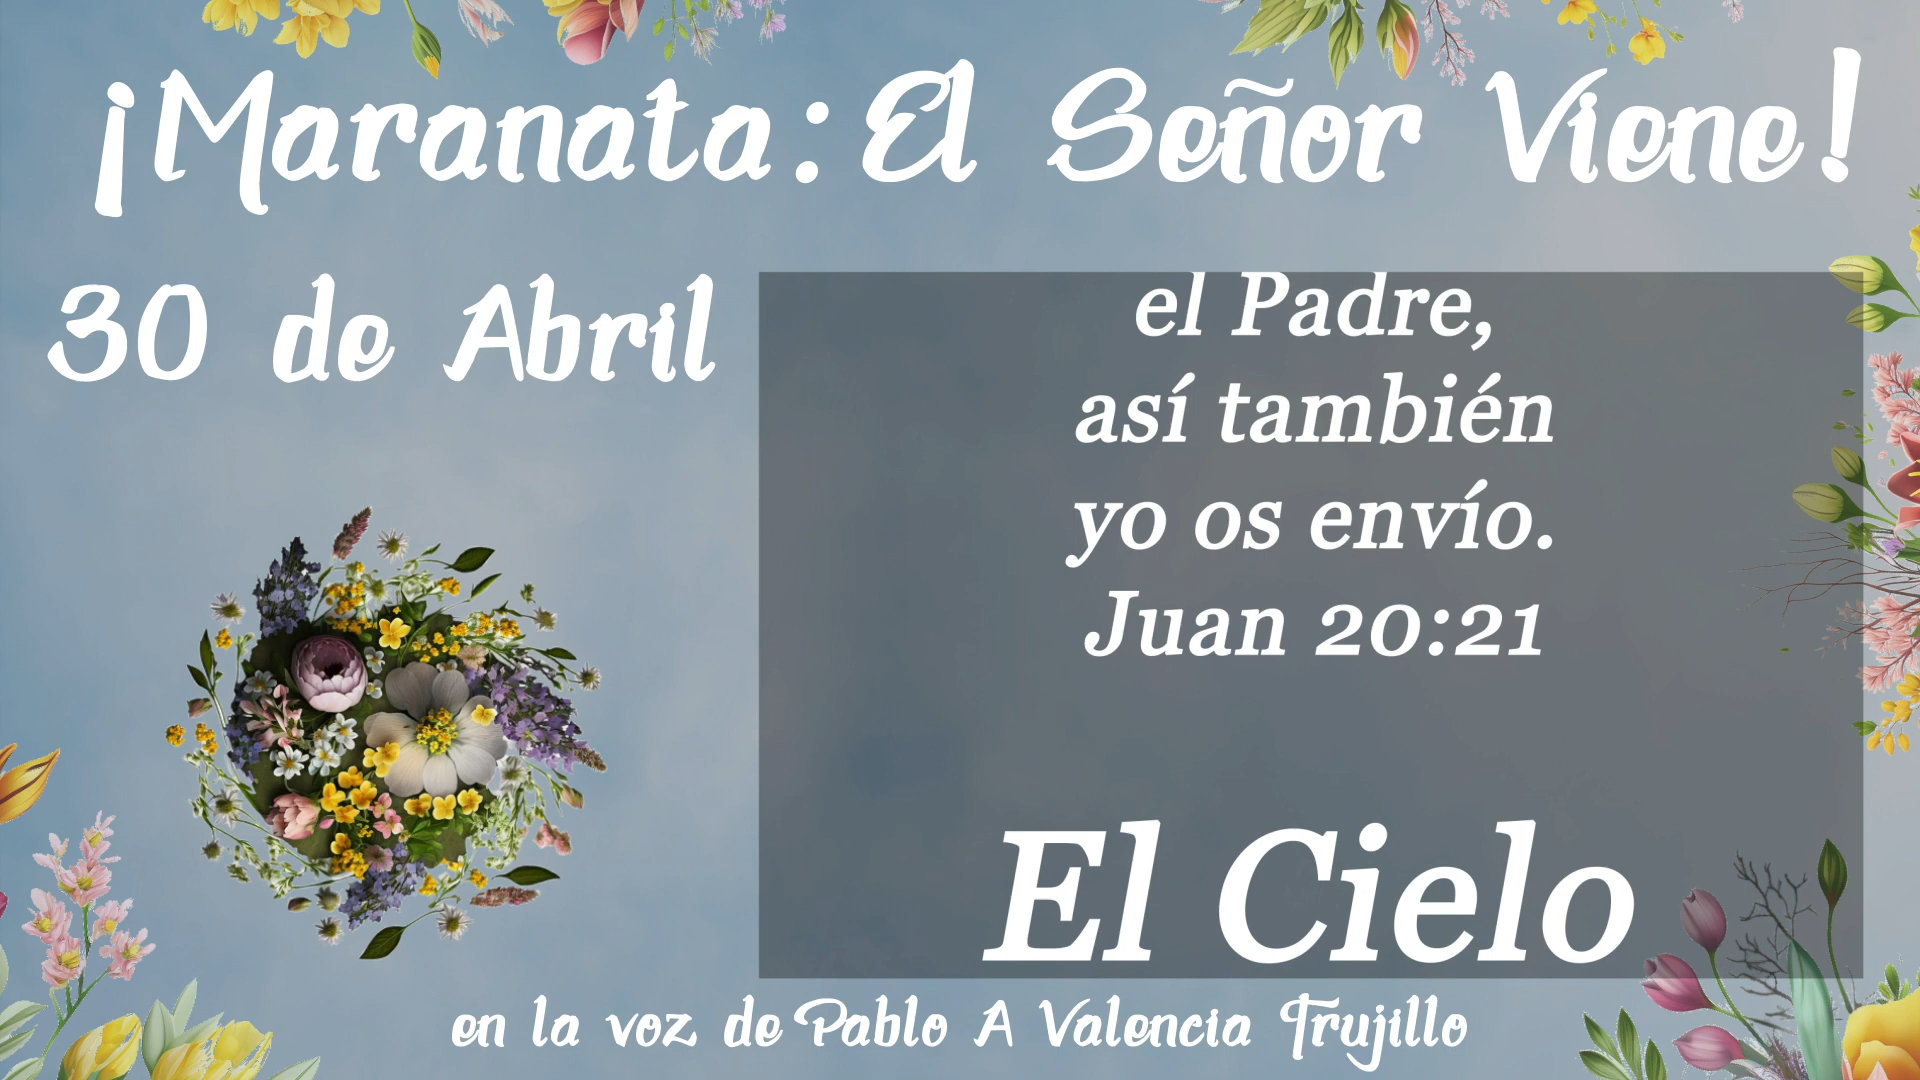 ¡Maranata: El Señor Viene!
30 de Abril
el Padre,
así también
yo os envío.
Juan 20:21
El Cielo
en la voz de Pablo A Valencia Trujillo